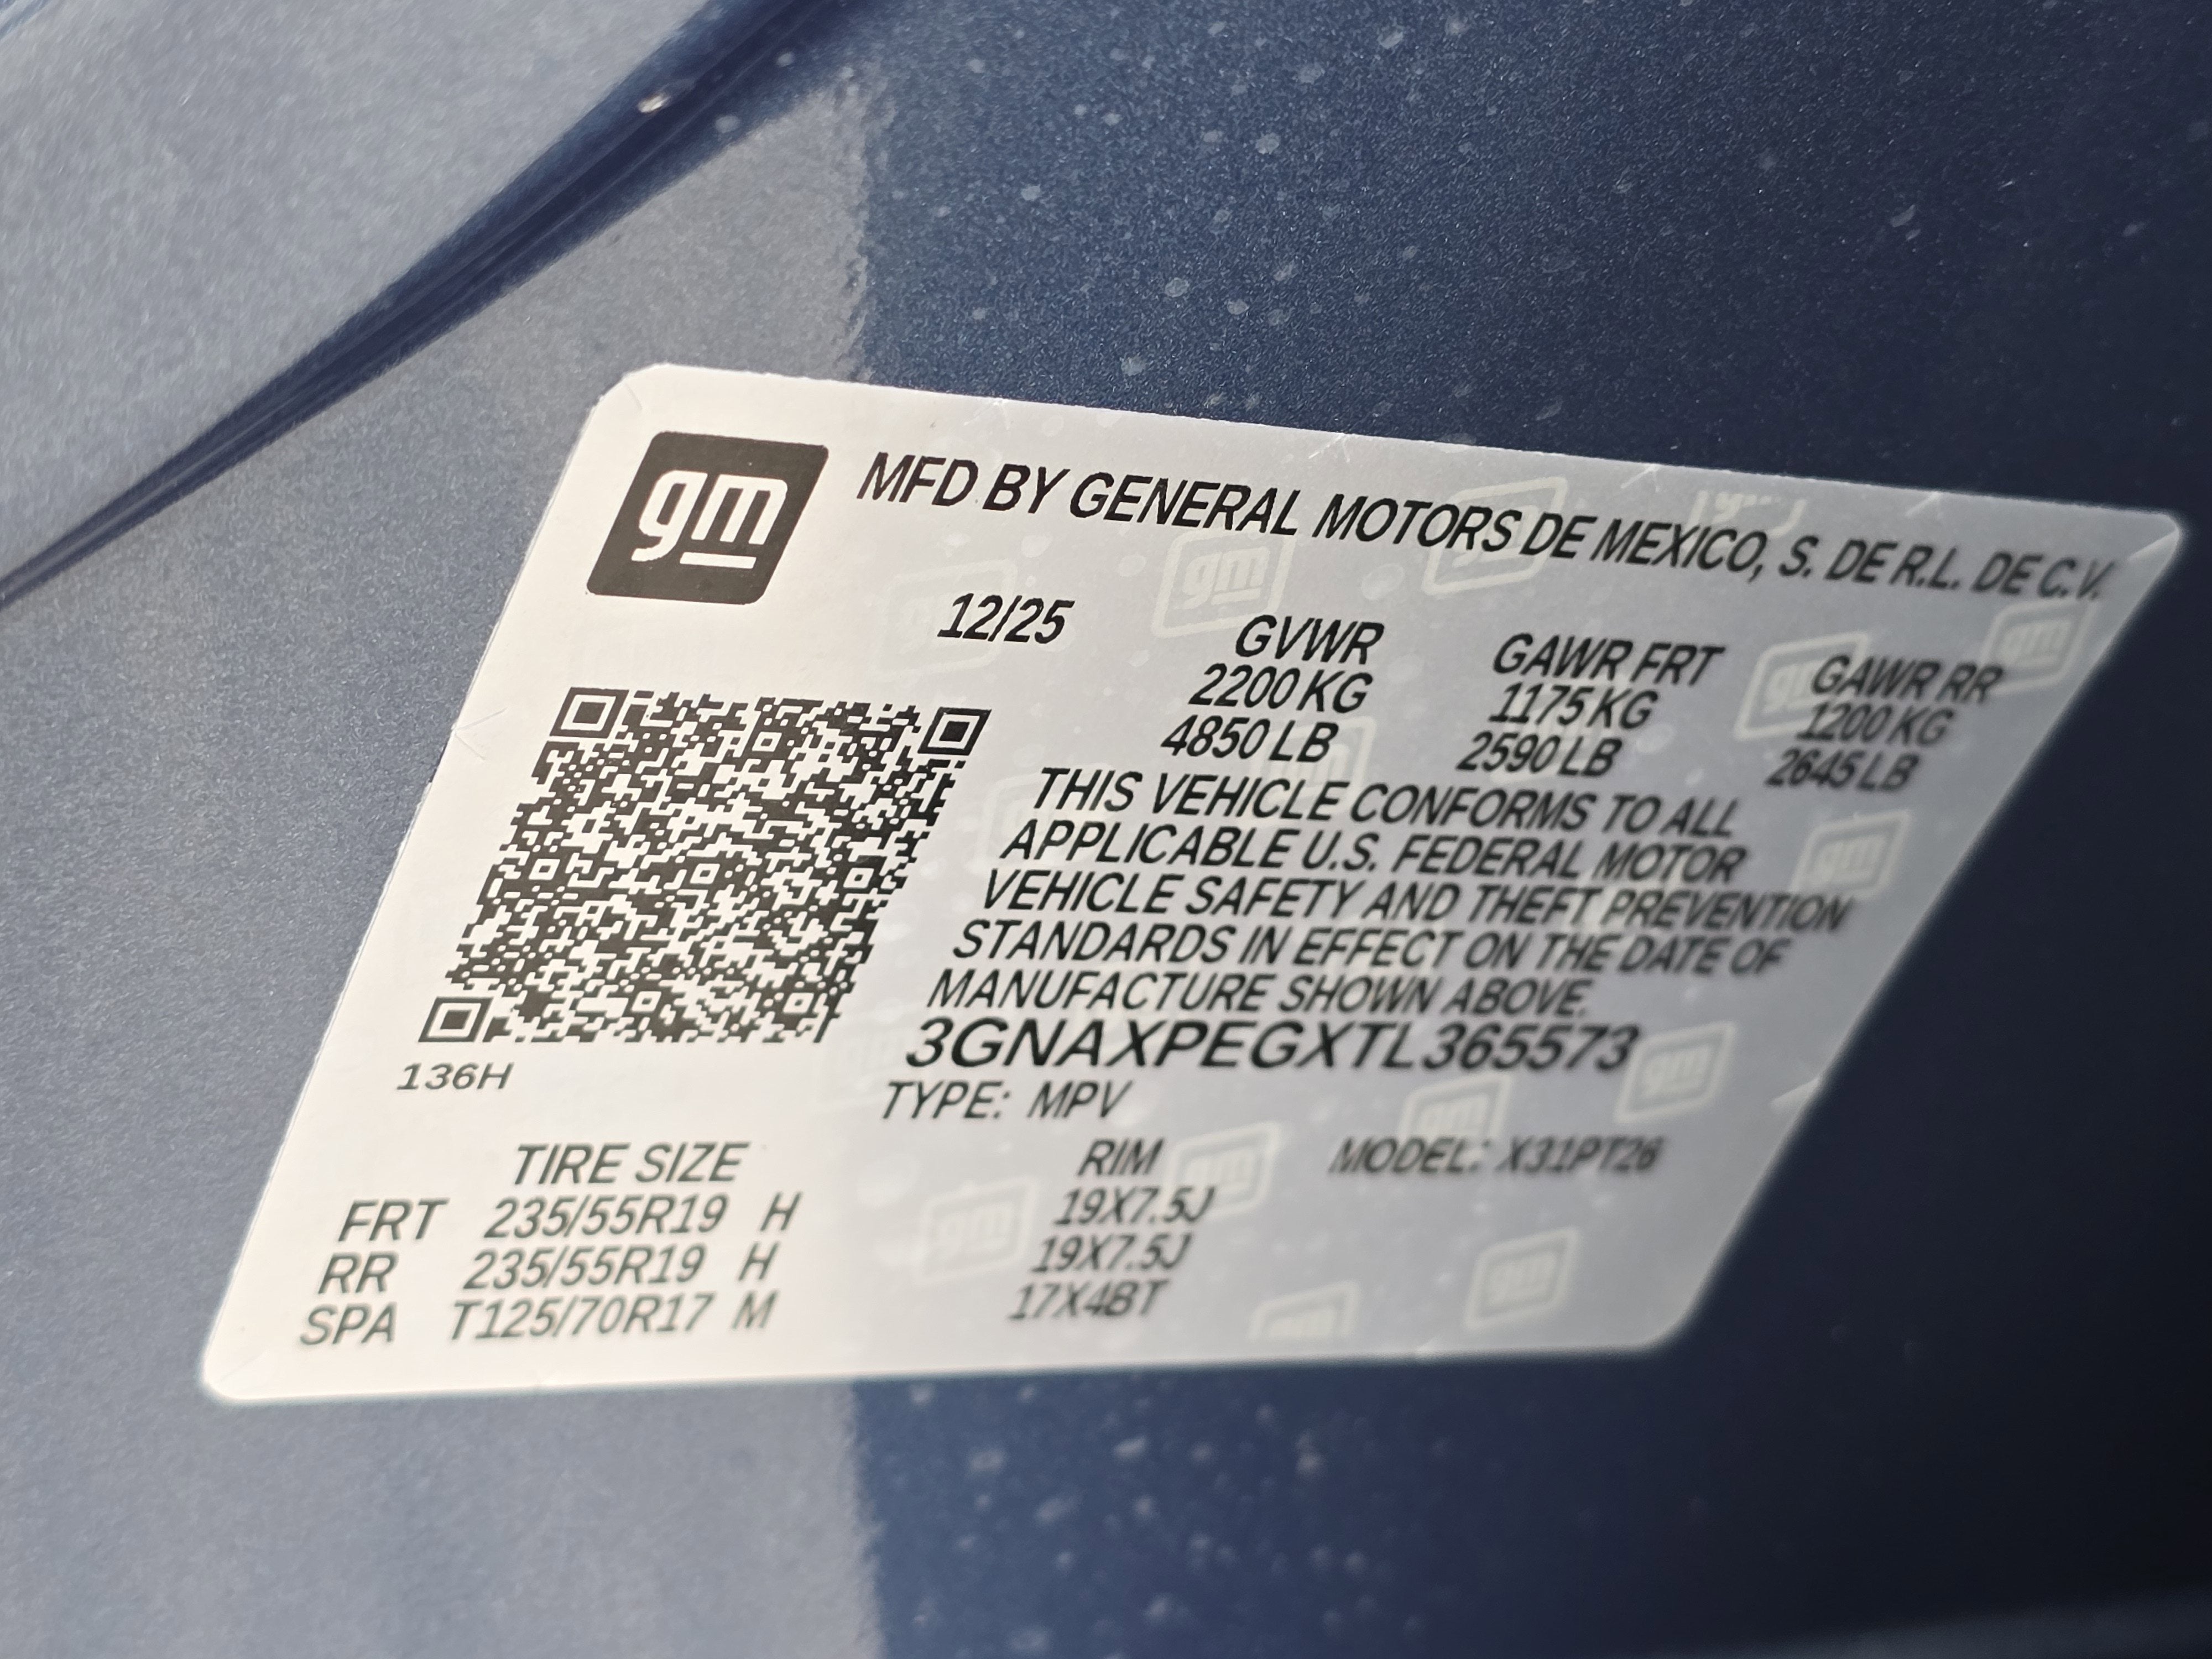 gm
MFD BY GENERAL MOTORS DE MEXICO, S. DE R.L. DE C.V.
12/25 GVWR GAWR FRT GAWR RR
2200 KG 1175 KG 1200 KG
4850 LB 2590 LB 2645 LB
THIS VEHICLE CONFORMS TO ALL
APPLICABLE U.S. FEDERAL MOTOR
VEHICLE SAFETY AND THEFT PREVENTION
STANDARDS IN EFFECT ON THE DATE OF
MANUFACTURE SHOWN ABOVE.
3GNAXPEGXTL365573
136H
TYPE: MPV
TIRE SIZE RIM MODEL: X31PT26
FRT 235/55R19 H 19X7.5J
RR 235/55R19 H 19X7.5J
SPA T125/70R17 M 17X4BT